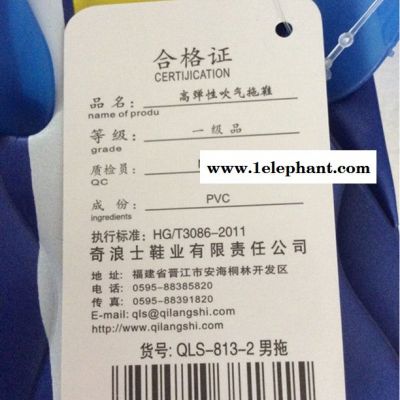 合格证
CERTIJICATION
品名: 高弹性吹气拖鞋
name of produ
等级: 一级品
grade
质检员:
QC
www.1elephant.com
成份: PVC
ingredients
执行标准: HG/T3086-2011
奇浪士鞋业有限责任公司
地址: 福建省晋江市安海桐林开发区
电话: 0595-88385820
传真: 0595-88391820
E-mail: qls@qilangshi.com
http://www.qilangshi.com
货号: QLS-813-2 男拖